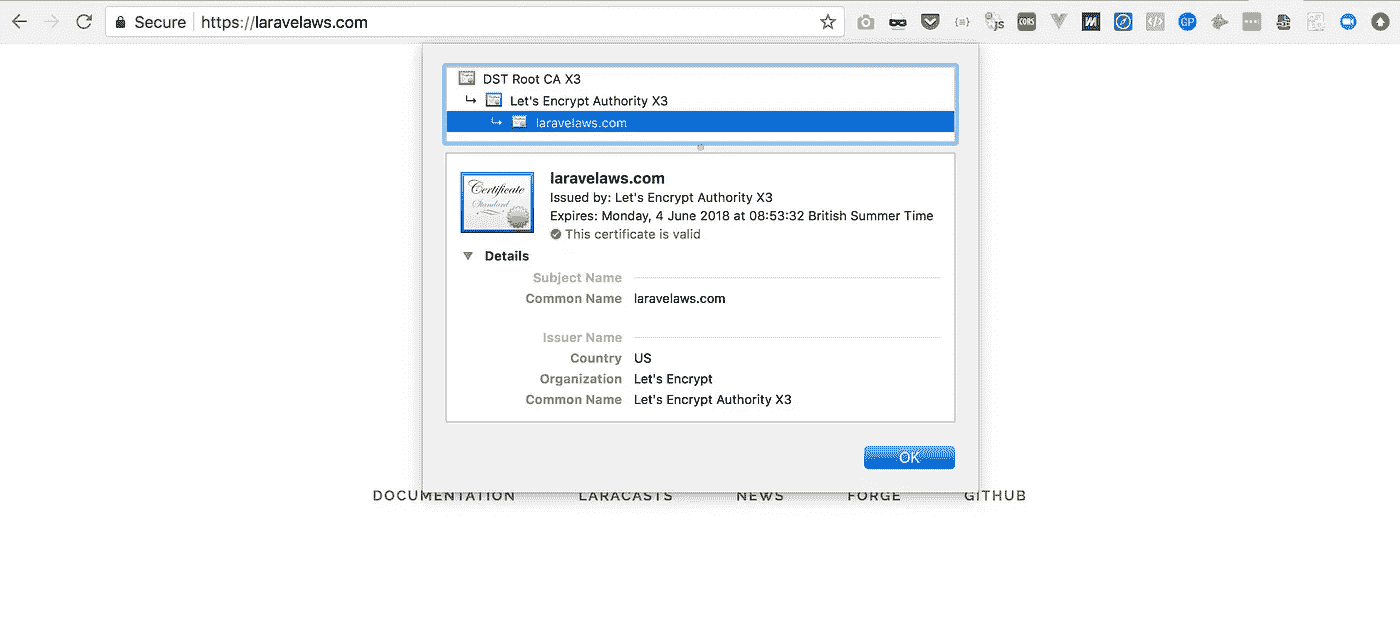 Secure https://laravelaws.com
JS CORS M </> GP
DST Root CA X3
Let's Encrypt Authority X3
laravelaws.com
Certificate
Standard
laravelaws.com
Issued by: Let's Encrypt Authority X3
Expires: Monday, 4 June 2018 at 08:53:32 British Summer Time
This certificate is valid
Details
Subject Name
Common Name laravelaws.com
Issuer Name
Country US
Organization Let's Encrypt
Common Name Let's Encrypt Authority X3
OK
DOCUMENTATION LARACASTS NEWS FORGE GITHUB